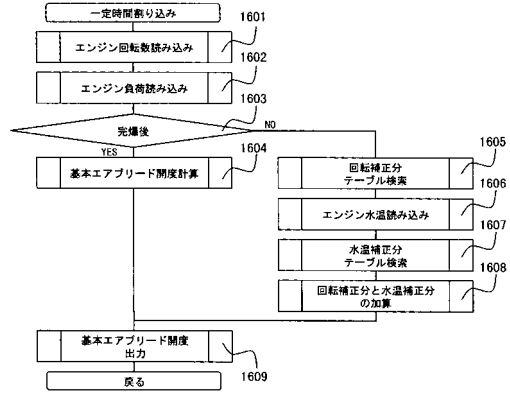 一定時間割り込み
1601
エンジン回転数読み込み
1602
エンジン負荷読み込み
1603
完爆後
NO
YES
1604
基本エアブリード開度計算
1605
回転補正分
テーブル検索
1606
エンジン水温読み込み
1607
水温補正分
テーブル検索
1608
回転補正分と水温補正分
の加算
基本エアブリード開度
出力
1609
戻る